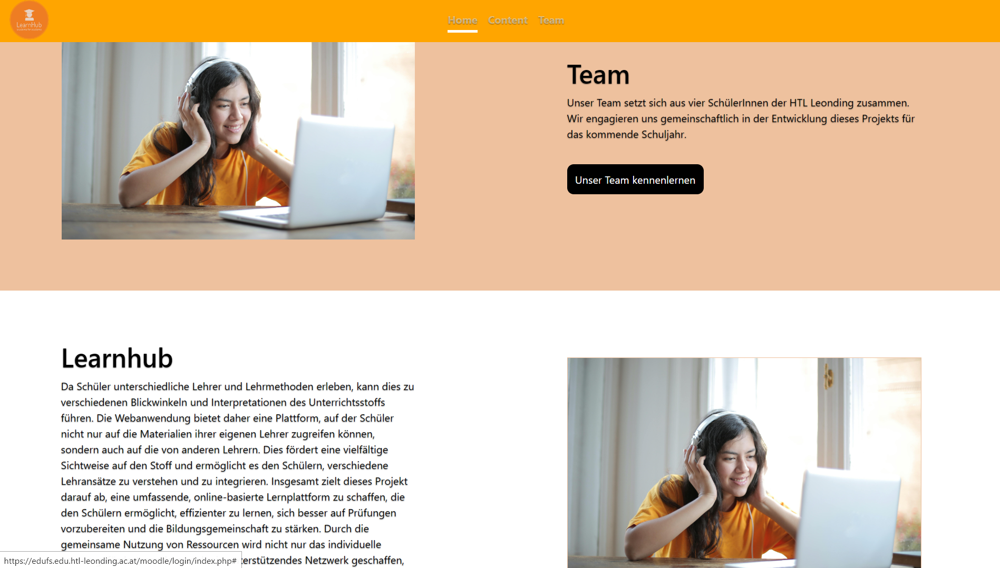 LearnHub
students for students
Home Content Team
Team
Unser Team setzt sich aus vier SchülerInnen der HTL Leonding zusammen.
Wir engagieren uns gemeinschaftlich in der Entwicklung dieses Projekts für
das kommende Schuljahr.
Unser Team kennenlernen
Learnhub
Da Schüler unterschiedliche Lehrer und Lehrmethoden erleben, kann dies zu
verschiedenen Blickwinkeln und Interpretationen des Unterrichtsstoffs
führen. Die Webanwendung bietet daher eine Plattform, auf der Schüler
nicht nur auf die Materialien ihrer eigenen Lehrer zugreifen können,
sondern auch auf die von anderen Lehrern. Dies fördert eine vielfältige
Sichtweise auf den Stoff und ermöglicht es den Schülern, verschiedene
Lehransätze zu verstehen und zu integrieren. Insgesamt zielt dieses Projekt
darauf ab, eine umfassende, online-basierte Lernplattform zu schaffen, die
den Schülern ermöglicht, effizienter zu lernen, sich besser auf Prüfungen
vorzubereiten und die Bildungsgemeinschaft zu stärken. Durch die
gemeinsame Nutzung von Ressourcen wird nicht nur das individuelle
terstützendes Netzwerk geschaffen,
https://edufs.edu.htl-leonding.ac.at/moodle/login/index.php#